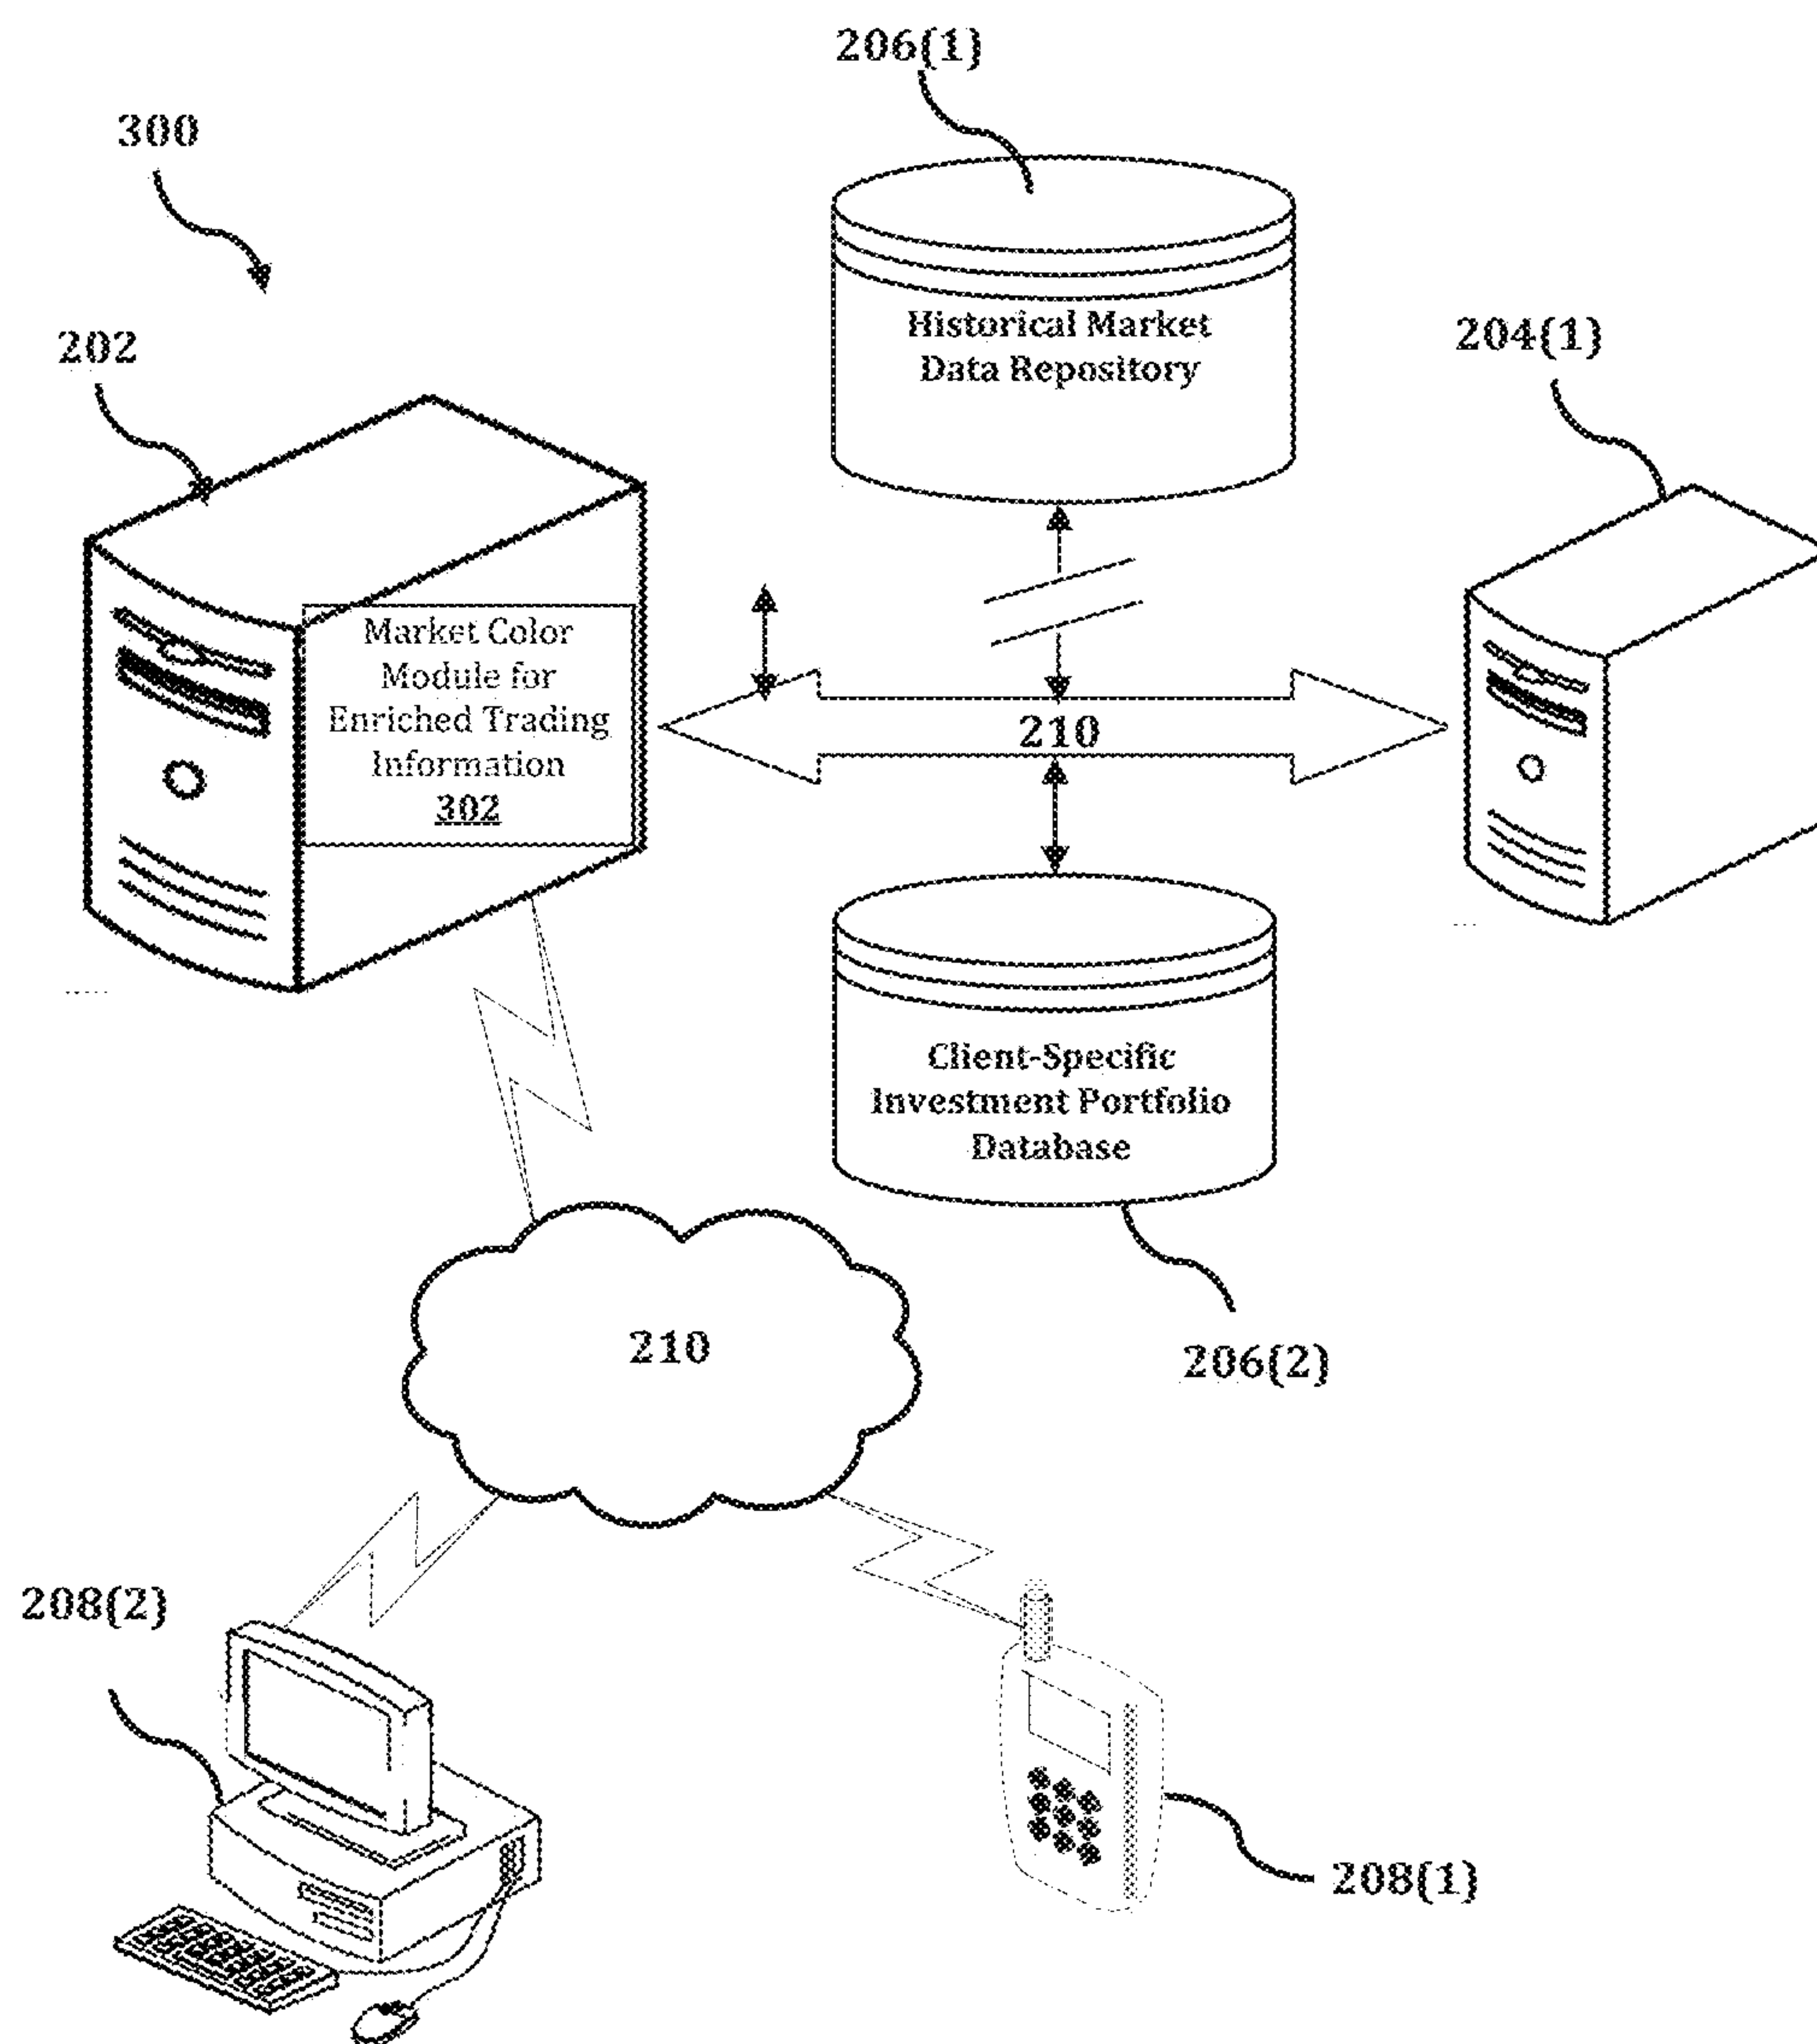 206(1)
300
Historical Market
Data Repository
204(1)
202
Market Color
Module for
Enriched Trading
Information
302
210
Client-Specific
Investment Portfolio
Database
210
206(2)
208(2)
208(1)